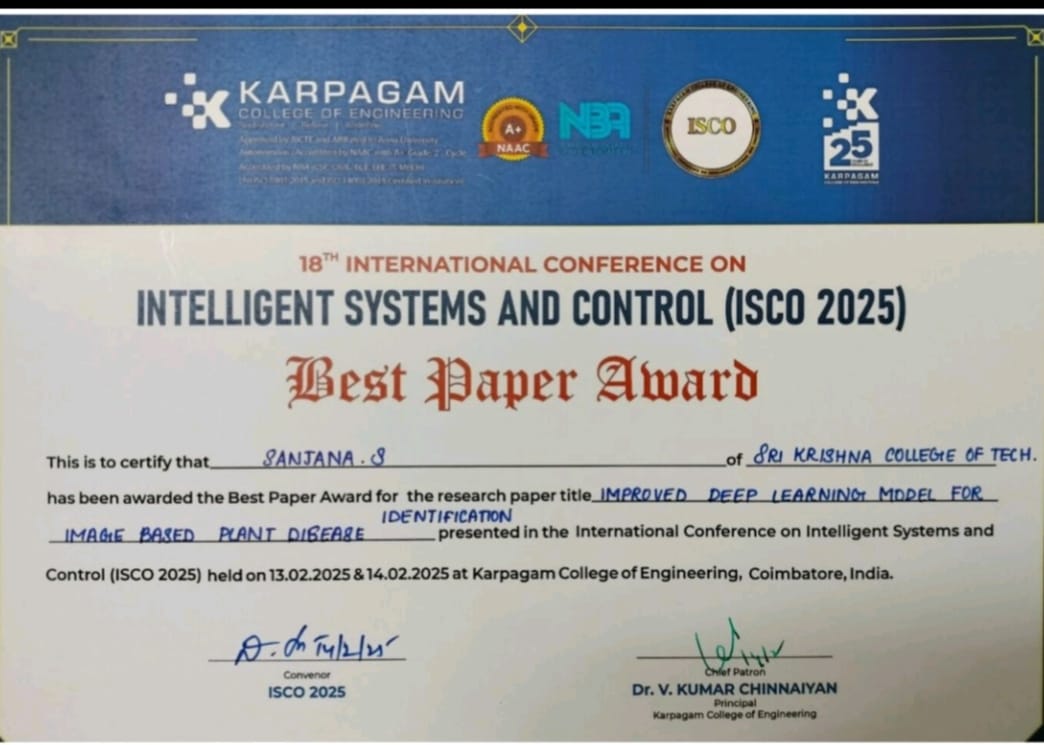 KARPAGAM
COLLEGE OF ENGINEERING
A+
NAAC
NBA
ISCO
25
KARPAGAM
18TH INTERNATIONAL CONFERENCE ON
INTELLIGENT SYSTEMS AND CONTROL (ISCO 2025)
Best Paper Award
This is to certify that SANJANA. S of SRI KRISHNA COLLEGE OF TECH.
has been awarded the Best Paper Award for the research paper title IMPROVED DEEP LEARNING MODEL FOR
IDENTIFICATION
IMAGE BASED PLANT DISEASE presented in the International Conference on Intelligent Systems and
Control (ISCO 2025) held on 13.02.2025 & 14.02.2025 at Karpagam College of Engineering, Coimbatore, India.
14/2/25
Convenor
ISCO 2025
Chief Patron
Dr. V. KUMAR CHINNAIYAN
Principal
Karpagam College of Engineering